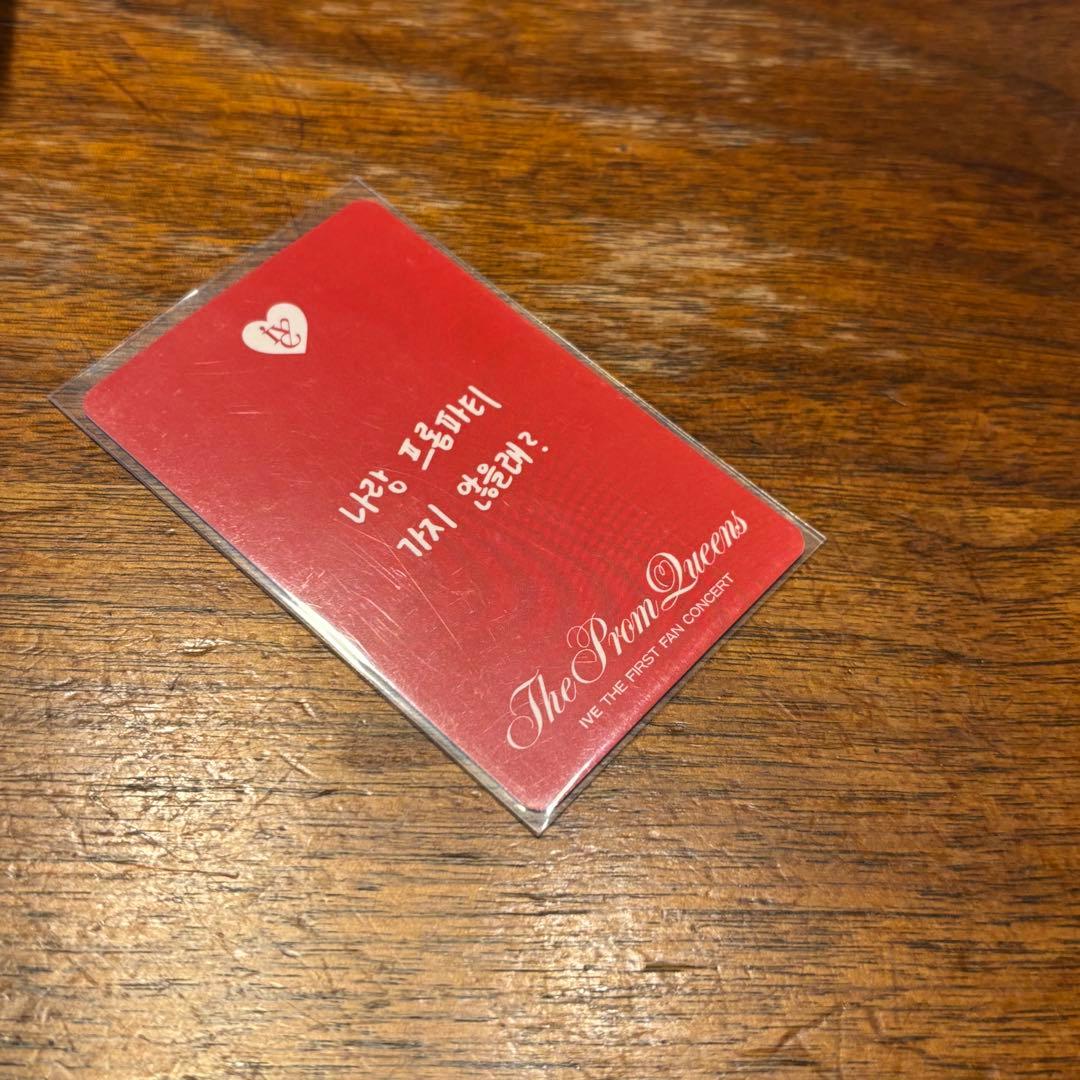 IVE
나랑 프롬파티
가지 않을래?
The Prom Queens
IVE THE FIRST FAN CONCERT